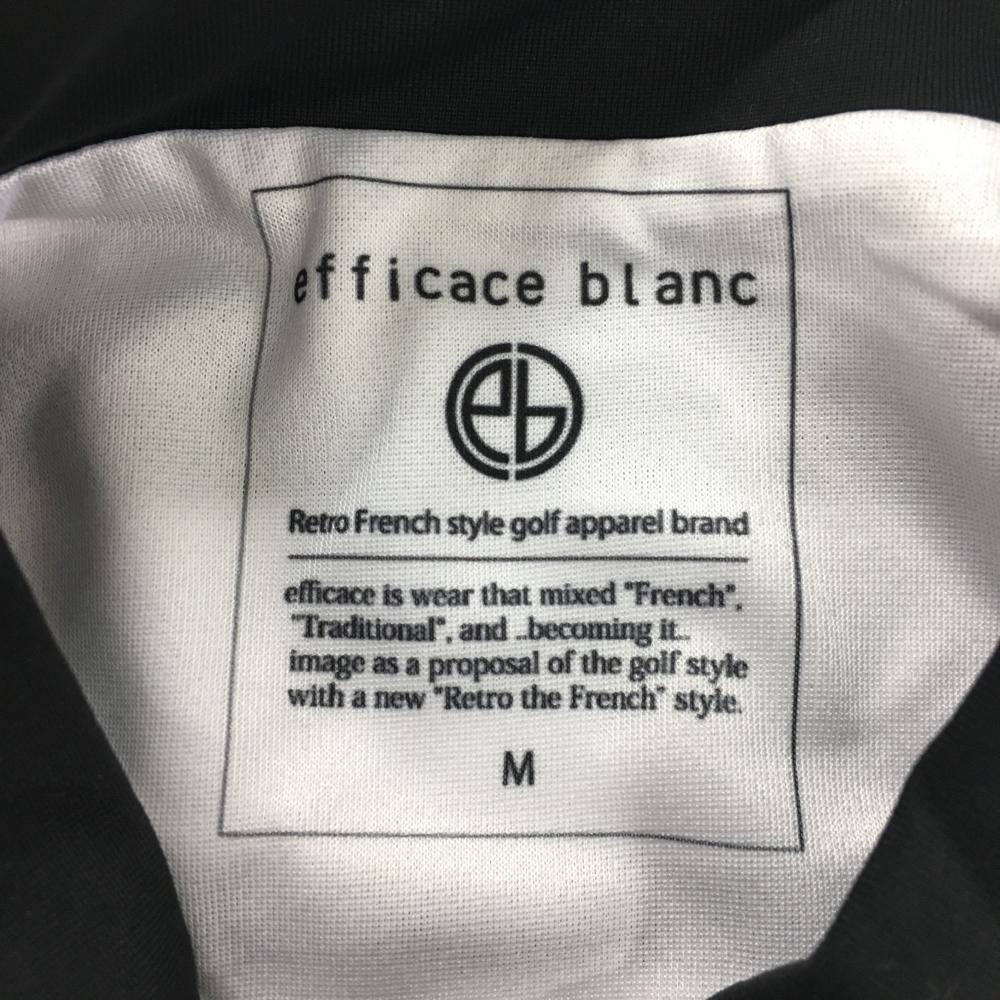 efficace blanc
eb
Retro French style golf apparel brand
efficace is wear that mixed "French",
"Traditional", and ..becoming it..
image as a proposal of the golf style
with a new "Retro the French" style.
M